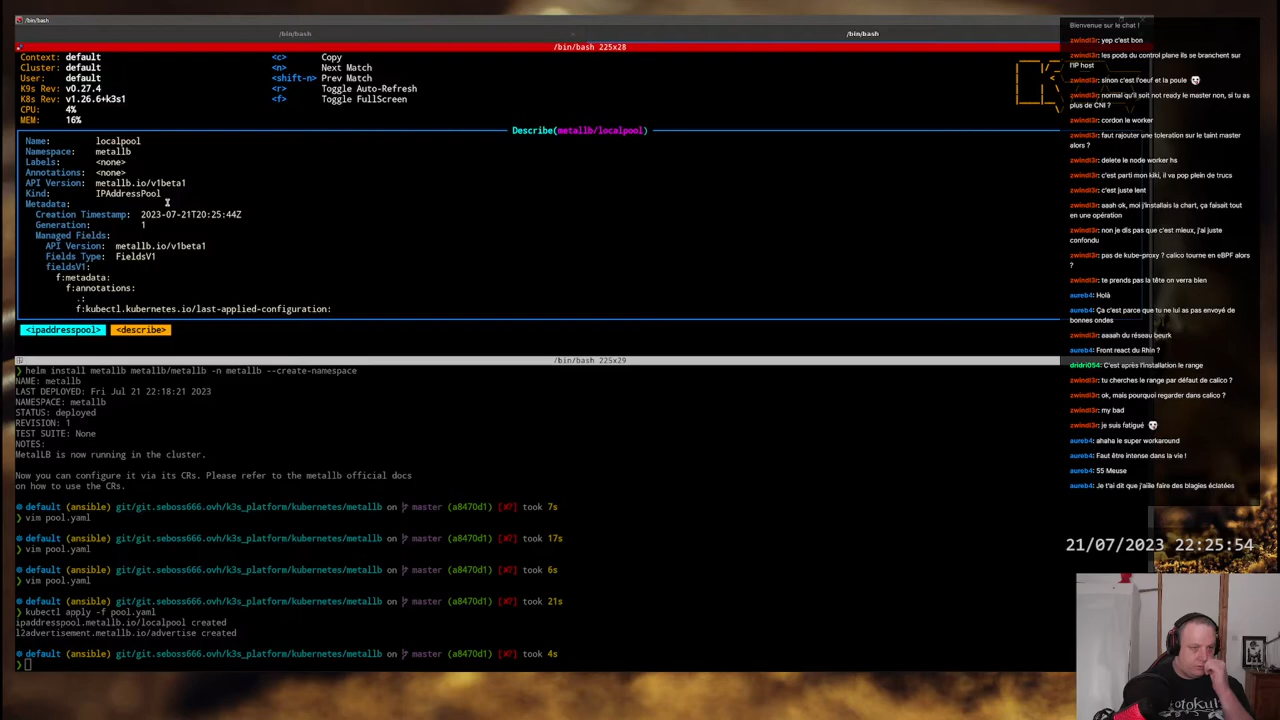 /bin/bash
/bin/bash
/bin/bash
/bin/bash 225x28
Context: default
Cluster: default
User: default
K9s Rev: v0.27.4
K8s Rev: v1.26.6+k3s1
CPU: 4%
MEM: 16%
<c> Copy
<n> Next Match
<shift-n> Prev Match
<r> Toggle Auto-Refresh
<f> Toggle FullScreen
Describe(metallb/localpool)
Name: localpool
Namespace: metallb
Labels: <none>
Annotations: <none>
API Version: metallb.io/v1beta1
Kind: IPAddressPool
Metadata:
Creation Timestamp: 2023-07-21T20:25:44Z
Generation: 1
Managed Fields:
API Version: metallb.io/v1beta1
Fields Type: FieldsV1
fieldsV1:
f:metadata:
f:annotations:
.:
f:kubectl.kubernetes.io/last-applied-configuration:
<ipaddresspool> <describe>
/bin/bash 225x29
❯ helm install metallb metallb/metallb -n metallb --create-namespace
NAME: metallb
LAST DEPLOYED: Fri Jul 21 22:18:21 2023
NAMESPACE: metallb
STATUS: deployed
REVISION: 1
TEST SUITE: None
NOTES:
MetalLB is now running in the cluster.
Now you can configure it via its CRs. Please refer to the metallb official docs
on how to use the CRs.
default (ansible) git/git.seboss666.ovh/k3s_platform/kubernetes/metallb on master (a8470d1) [✘?] took 7s
❯ vim pool.yaml
default (ansible) git/git.seboss666.ovh/k3s_platform/kubernetes/metallb on master (a8470d1) [✘?] took 17s
❯ vim pool.yaml
default (ansible) git/git.seboss666.ovh/k3s_platform/kubernetes/metallb on master (a8470d1) [✘?] took 6s
❯ vim pool.yaml
default (ansible) git/git.seboss666.ovh/k3s_platform/kubernetes/metallb on master (a8470d1) [✘?] took 21s
❯ kubectl apply -f pool.yaml
ipaddresspool.metallb.io/localpool created
l2advertisement.metallb.io/advertise created
default (ansible) git/git.seboss666.ovh/k3s_platform/kubernetes/metallb on master (a8470d1) [✘?] took 4s
❯
Bienvenue sur le chat !
zwindl3r: yep c'est bon
zwindl3r: les pods du control plane ils se branchent sur
l'IP host
zwindl3r: sinon c'est l'oeuf et la poule
zwindl3r: normal qu'il soit not ready le master non, si tu as
plus de CNI ?
zwindl3r: cordon le worker
zwindl3r: faut rajouter une toleration sur le taint master
alors ?
zwindl3r: delete le node worker hs
zwindl3r: c'est parti mon kiki, il va pop plein de trucs
zwindl3r: c'est juste lent
zwindl3r: aaah ok, moi j'installais la chart, ça faisait tout
en une opération
zwindl3r: non je dis pas que c'est mieux, j'ai juste
confondu
zwindl3r: pas de kube-proxy ? calico tourne en eBPF alors
?
zwindl3r: te prends pas la tête on verra bien
aureb4: Holà
aureb4: Ça c'est parce que tu ne lui as pas envoyé de
bonnes ondes
zwindl3r: aaaah du réseau beurk
aureb4: Front react du Rhin ?
dridri054: C'est après l'installation le range
zwindl3r: tu cherches le range par défaut de calico ?
zwindl3r: ok, mais pourquoi regarder dans calico ?
zwindl3r: my bad
zwindl3r: je suis fatigué
aureb4: ahaha le super workaround
aureb4: Faut être intense dans la vie !
aureb4: 55 Meuse
aureb4: Je t'ai dit que j'allé faire des blagies éclatées
21/07/2023 22:25:54